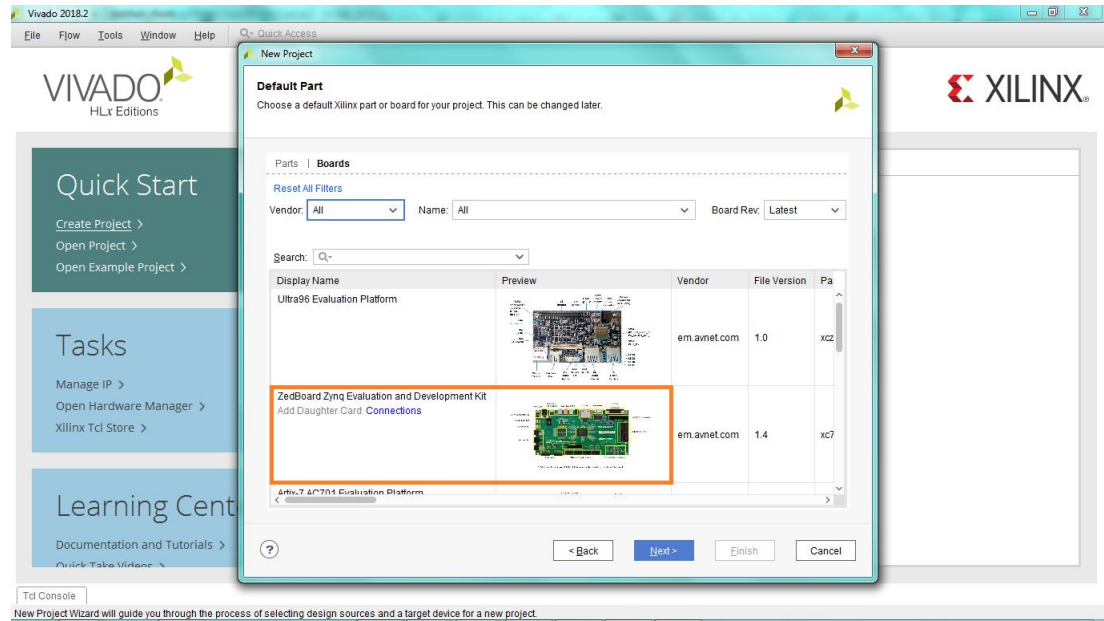 Vivado 2018.2
File Flow Tools Window Help Q- Quick Access
VIVADO.
HLx Editions
XILINX®
Quick Start
Create Project >
Open Project >
Open Example Project >
Tasks
Manage IP >
Open Hardware Manager >
Xilinx Tcl Store >
Learning Cent
Documentation and Tutorials >
Quick Take Videos >
New Project
Default Part
Choose a default Xilinx part or board for your project. This can be changed later.
Parts | Boards
Reset All Filters
Vendor: All Name: All Board Rev: Latest
Search: Q-
Display Name Preview Vendor File Version Pa
Ultra96 Evaluation Platform
em.avnet.com 1.0 xcz
ZedBoard Zynq Evaluation and Development Kit
Add Daughter Card Connections
em.avnet.com 1.4 xc7
Artix-7 AC701 Evaluation Platform
? < Back Next > Finish Cancel
Tcl Console
New Project Wizard will guide you through the process of selecting design sources and a target device for a new project.